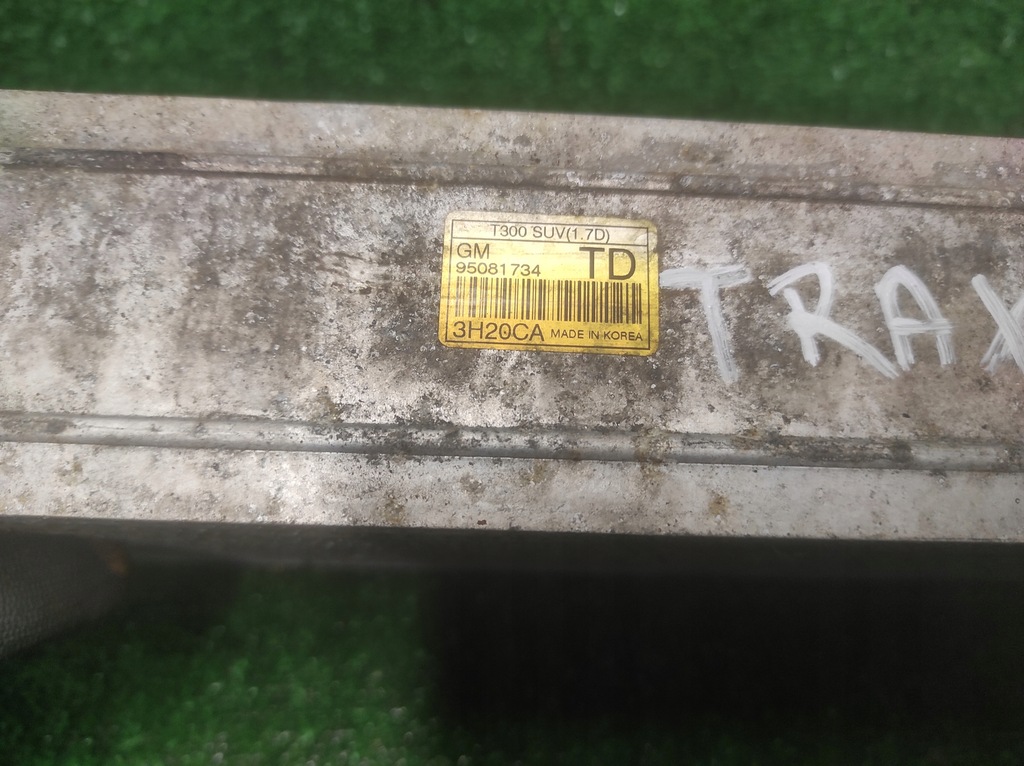 T300 SUV(1.7D)
GM TD
95081734
3H20CA MADE IN KOREA
TRAX